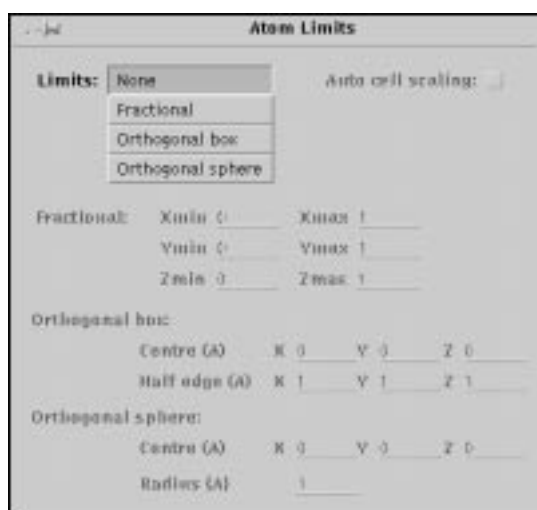 Atom Limits
Limits: None Auto cell scaling:
Fractional
Orthogonal box
Orthogonal sphere
Fractional: Xmin 0 Xmax 1
Ymin 0 Ymax 1
Zmin 0 Zmax 1
Orthogonal box:
Centre (A) X 0 Y 0 Z 0
Half edge (A) X 1 Y 1 Z 1
Orthogonal sphere:
Centre (A) X 0 Y 0 Z 0
Radius (A) 1